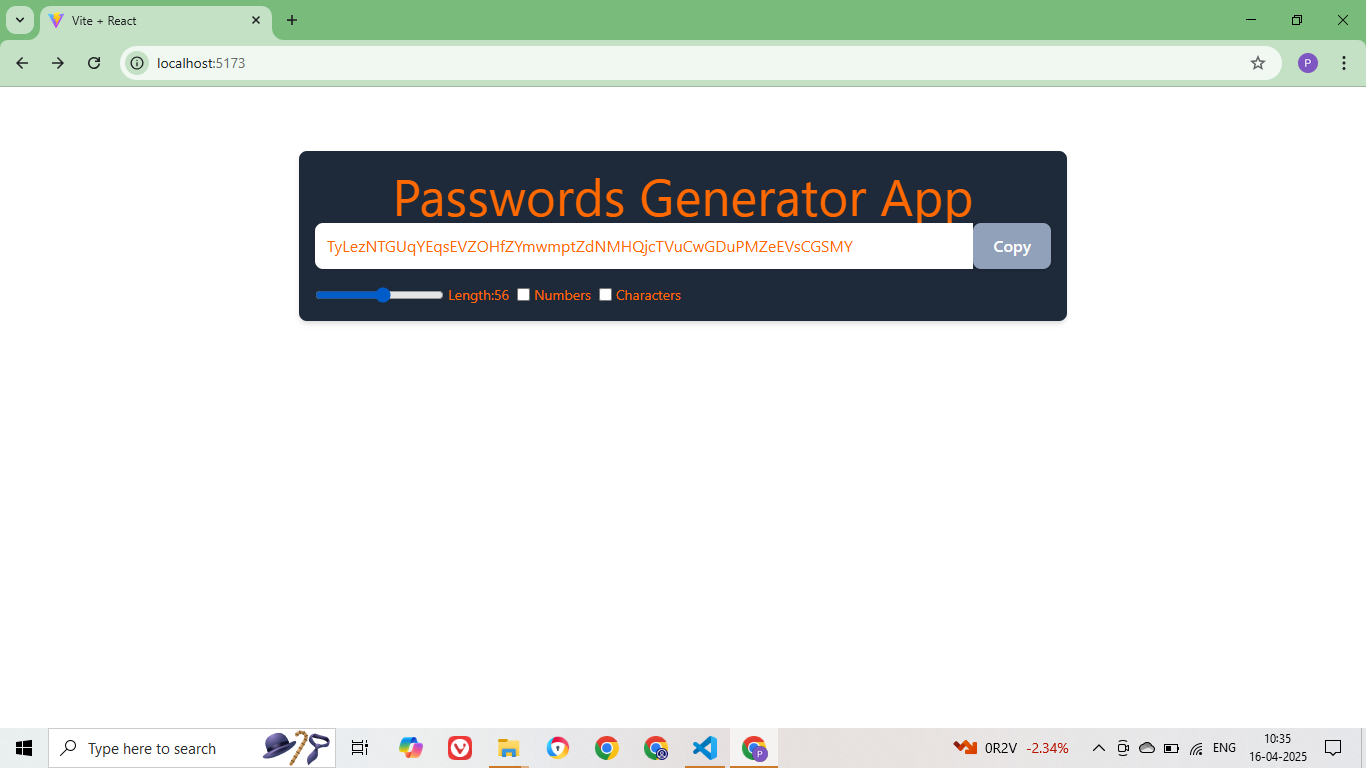 Vite + React
localhost:5173
P
Passwords Generator App
TyLezNTGUqYEqsEVZOHfZYmwmptZdNMHQjcTVuCwGDuPMZeEVsCGSMY
Copy
Length:56 Numbers Characters
Type here to search
P
0R2V -2.34%
ENG
10:35
16-04-2025